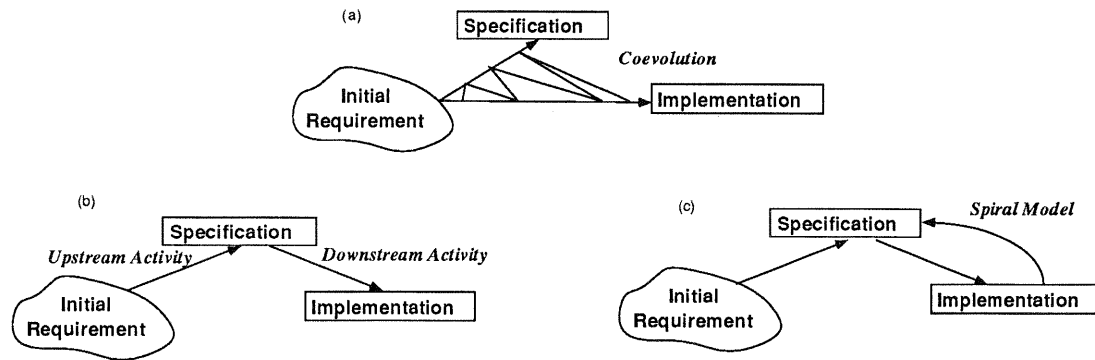 (a)
Specification
Coevolution
Initial
Requirement
Implementation
(b)
Specification
Upstream Activity
Downstream Activity
Initial
Requirement
Implementation
(c)
Specification
Spiral Model
Initial
Requirement
Implementation